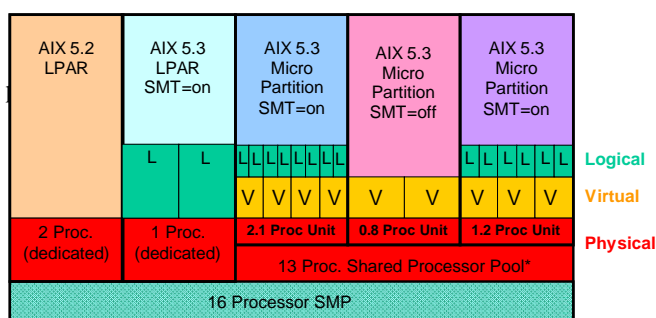 AIX 5.2
LPAR
AIX 5.3
LPAR
SMT=on
AIX 5.3
Micro
Partition
SMT=on
AIX 5.3
Micro
Partition
SMT=off
AIX 5.3
Micro
Partition
SMT=on
L L L L L L L L L L L L L L L L Logical
V V V V V V V V V Virtual
2 Proc.
(dedicated)
1 Proc.
(dedicated)
2.1 Proc Unit
0.8 Proc Unit
1.2 Proc Unit
Physical
13 Proc. Shared Processor Pool*
16 Processor SMP